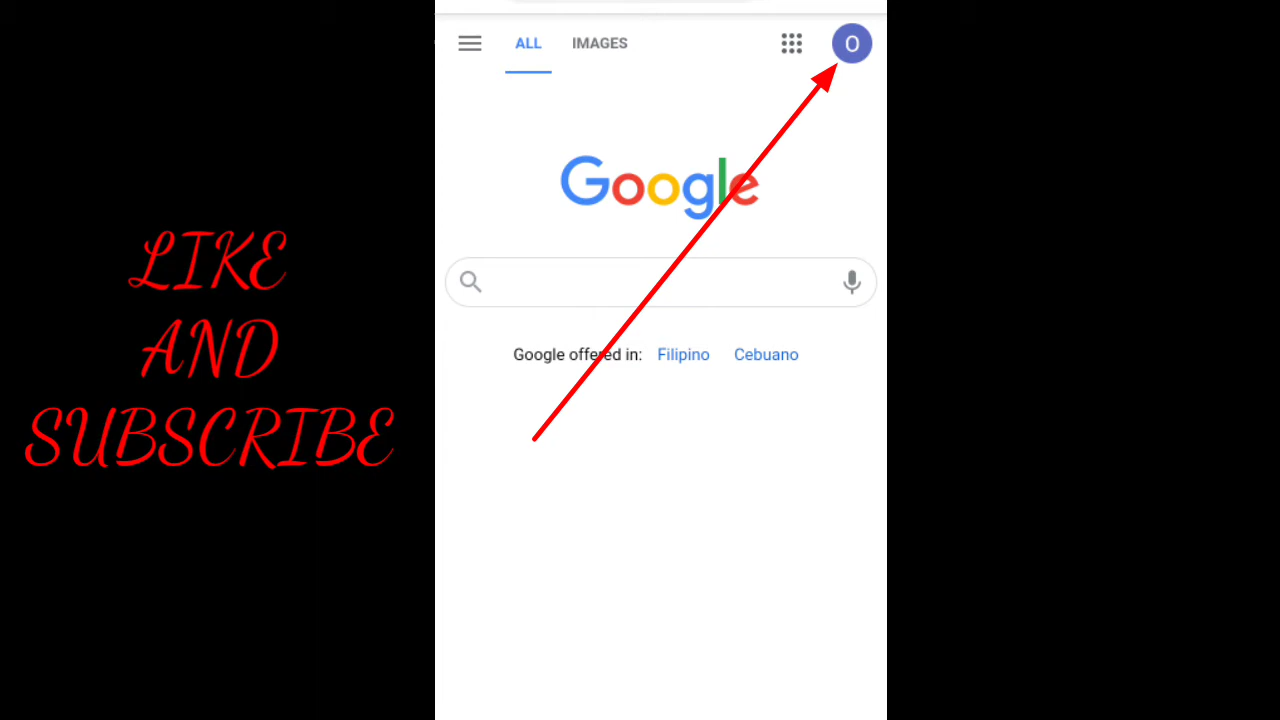 ALL IMAGES O
Google
LIKE
AND
SUBSCRIBE
Google offered in: Filipino Cebuano